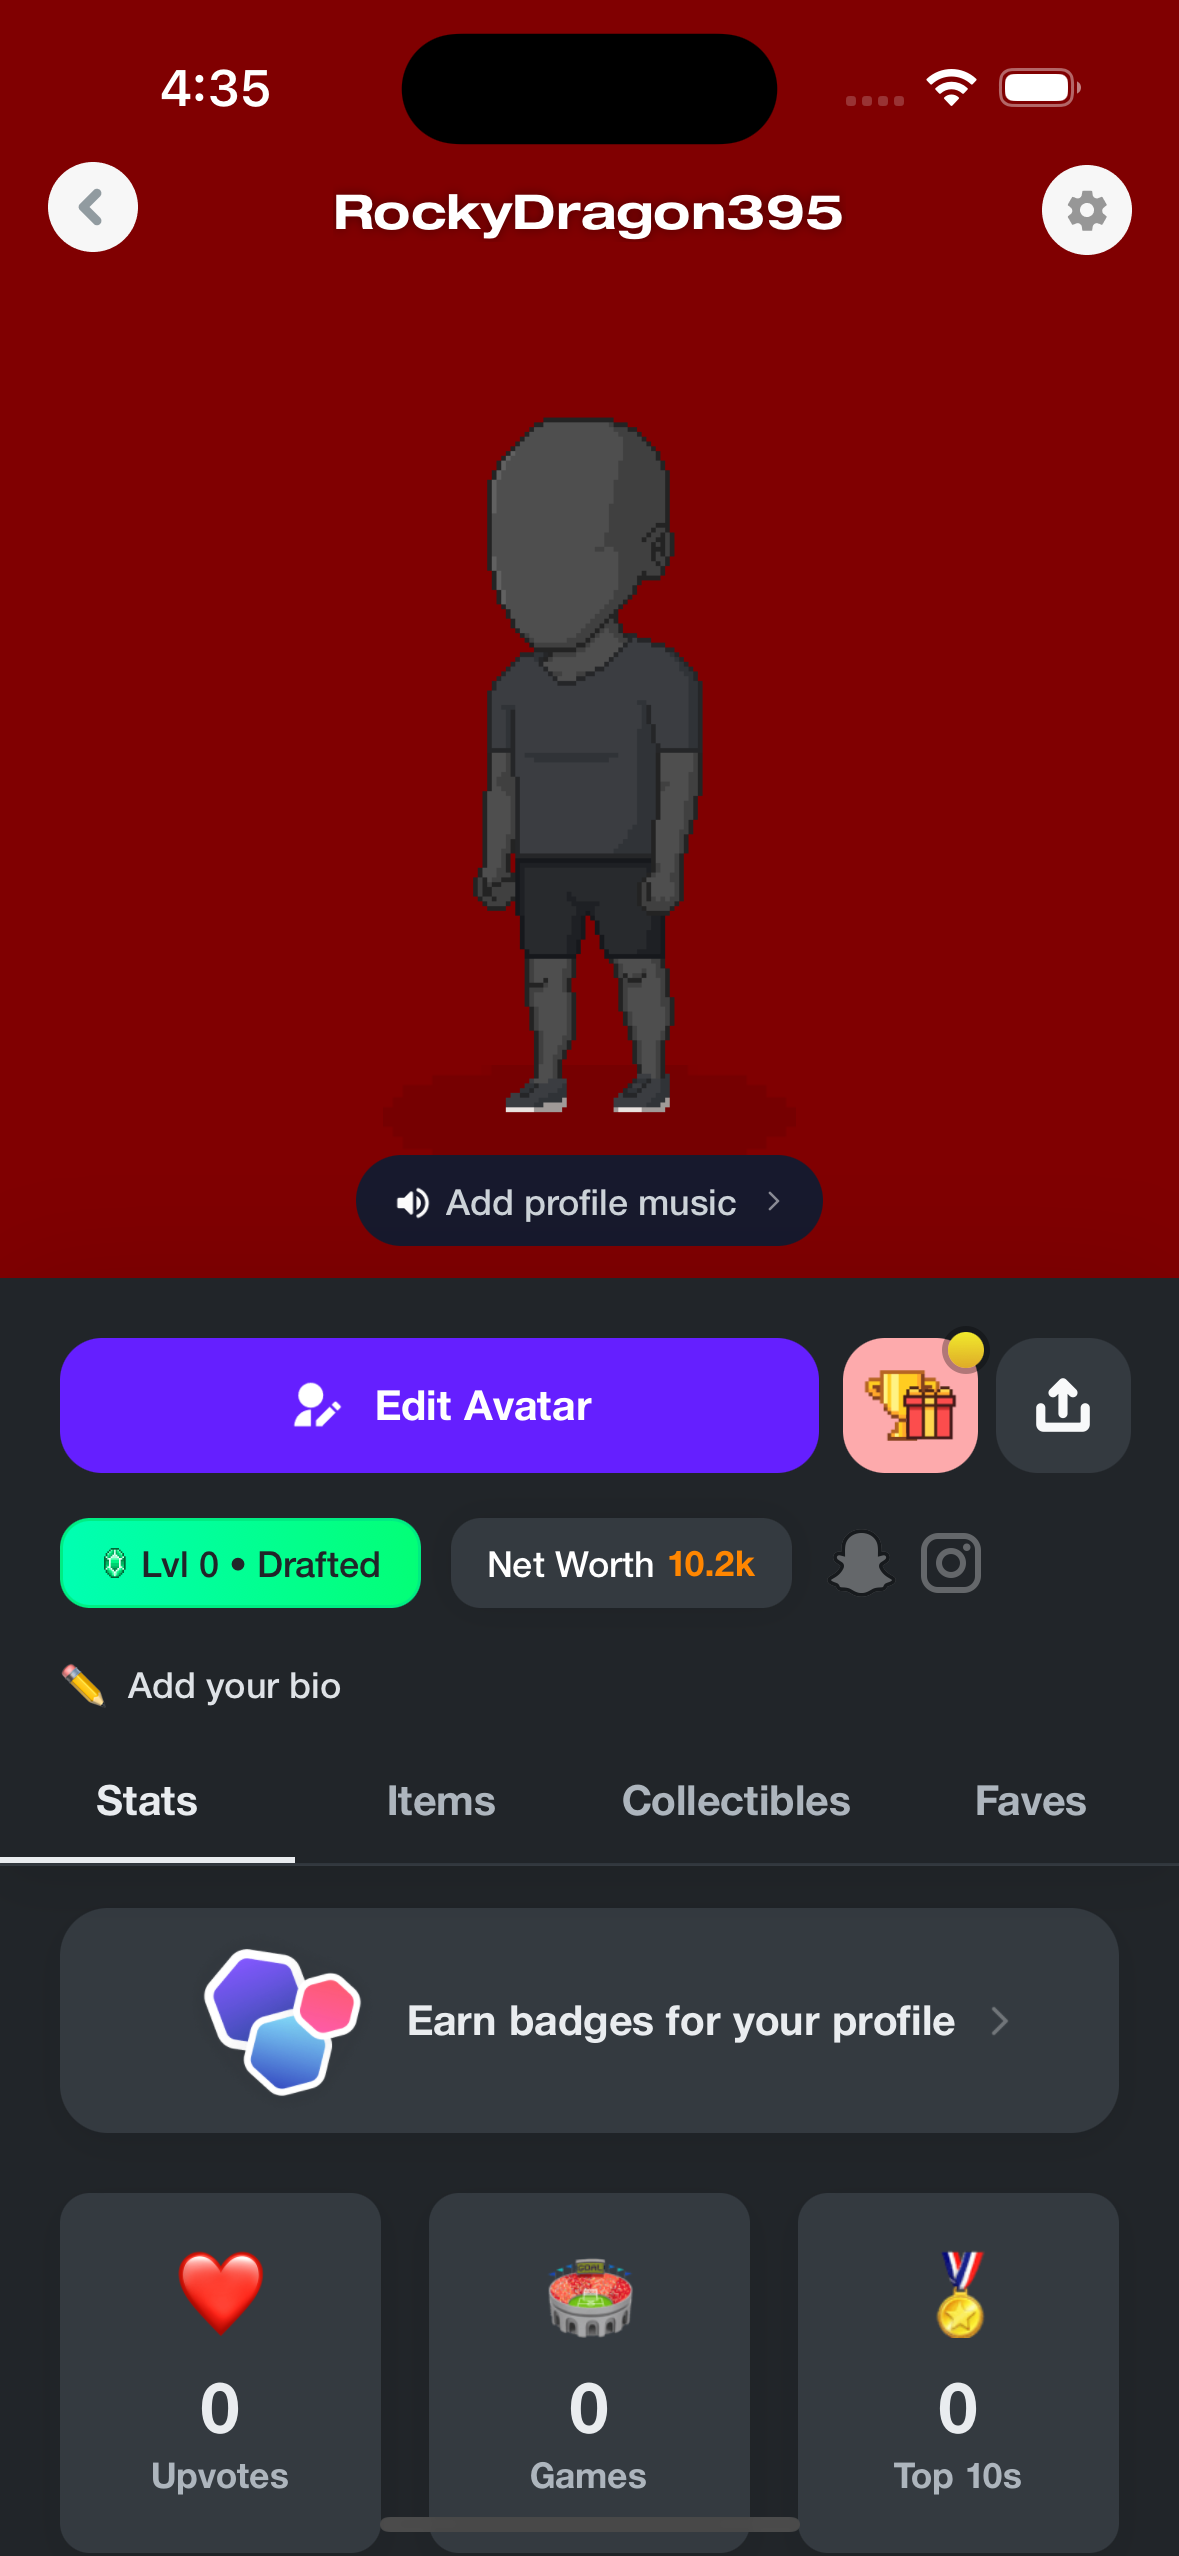 4:35
RockyDragon395
Add profile music
Edit Avatar
Lvl 0 • Drafted
Net Worth 10.2k
Add your bio
Stats
Items
Collectibles
Faves
Earn badges for your profile
GOAL
0
Upvotes
0
Games
0
Top 10s